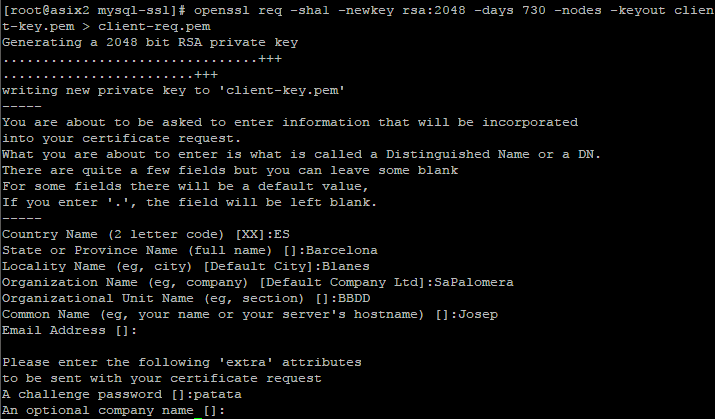 [root@asix2 mysql-ssl]# openssl req -sha1 -newkey rsa:2048 -days 730 -nodes -keyout clien
t-key.pem > client-req.pem
Generating a 2048 bit RSA private key
.................................+++
.........................+++
writing new private key to 'client-key.pem'
-----
You are about to be asked to enter information that will be incorporated
into your certificate request.
What you are about to enter is what is called a Distinguished Name or a DN.
There are quite a few fields but you can leave some blank
For some fields there will be a default value,
If you enter '.', the field will be left blank.
-----
Country Name (2 letter code) [XX]:ES
State or Province Name (full name) []:Barcelona
Locality Name (eg, city) [Default City]:Blanes
Organization Name (eg, company) [Default Company Ltd]:SaPalomera
Organizational Unit Name (eg, section) []:BBDD
Common Name (eg, your name or your server's hostname) []:Josep
Email Address []:
Please enter the following 'extra' attributes
to be sent with your certificate request
A challenge password []:patata
An optional company name []: